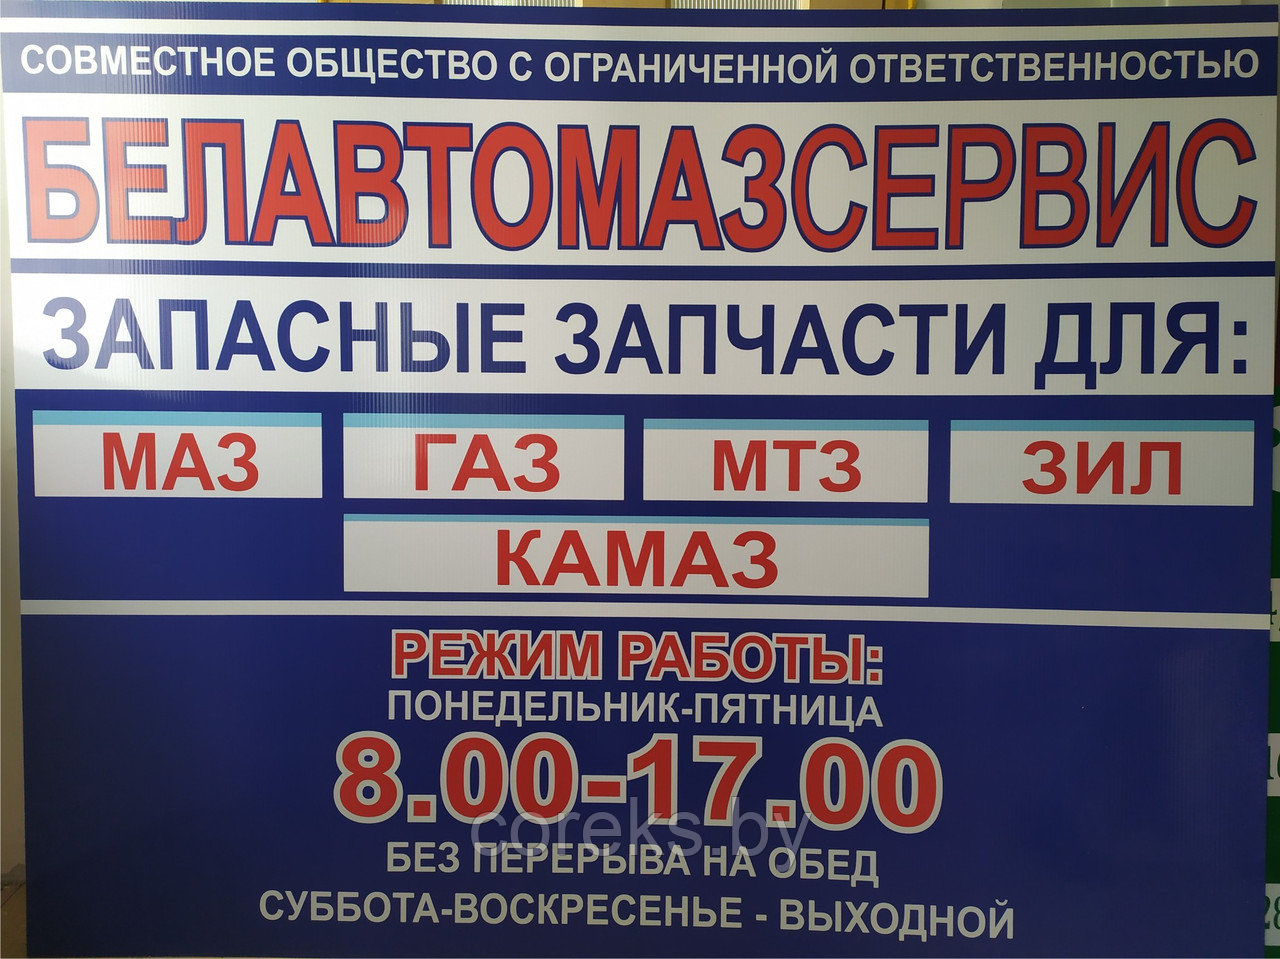 СОВМЕСТНОЕ ОБЩЕСТВО С ОГРАНИЧЕННОЙ ОТВЕТСТВЕННОСТЬЮ
БЕЛАВТОМАЗСЕРВИС
ЗАПАСНЫЕ ЗАПЧАСТИ ДЛЯ:
МАЗ ГАЗ МТЗ ЗИЛ
КАМАЗ
РЕЖИМ РАБОТЫ:
ПОНЕДЕЛЬНИК-ПЯТНИЦА
8.00-17.00
coreks.by
БЕЗ ПЕРЕРЫВА НА ОБЕД
СУББОТА-ВОСКРЕСЕНЬЕ - ВЫХОДНОЙ